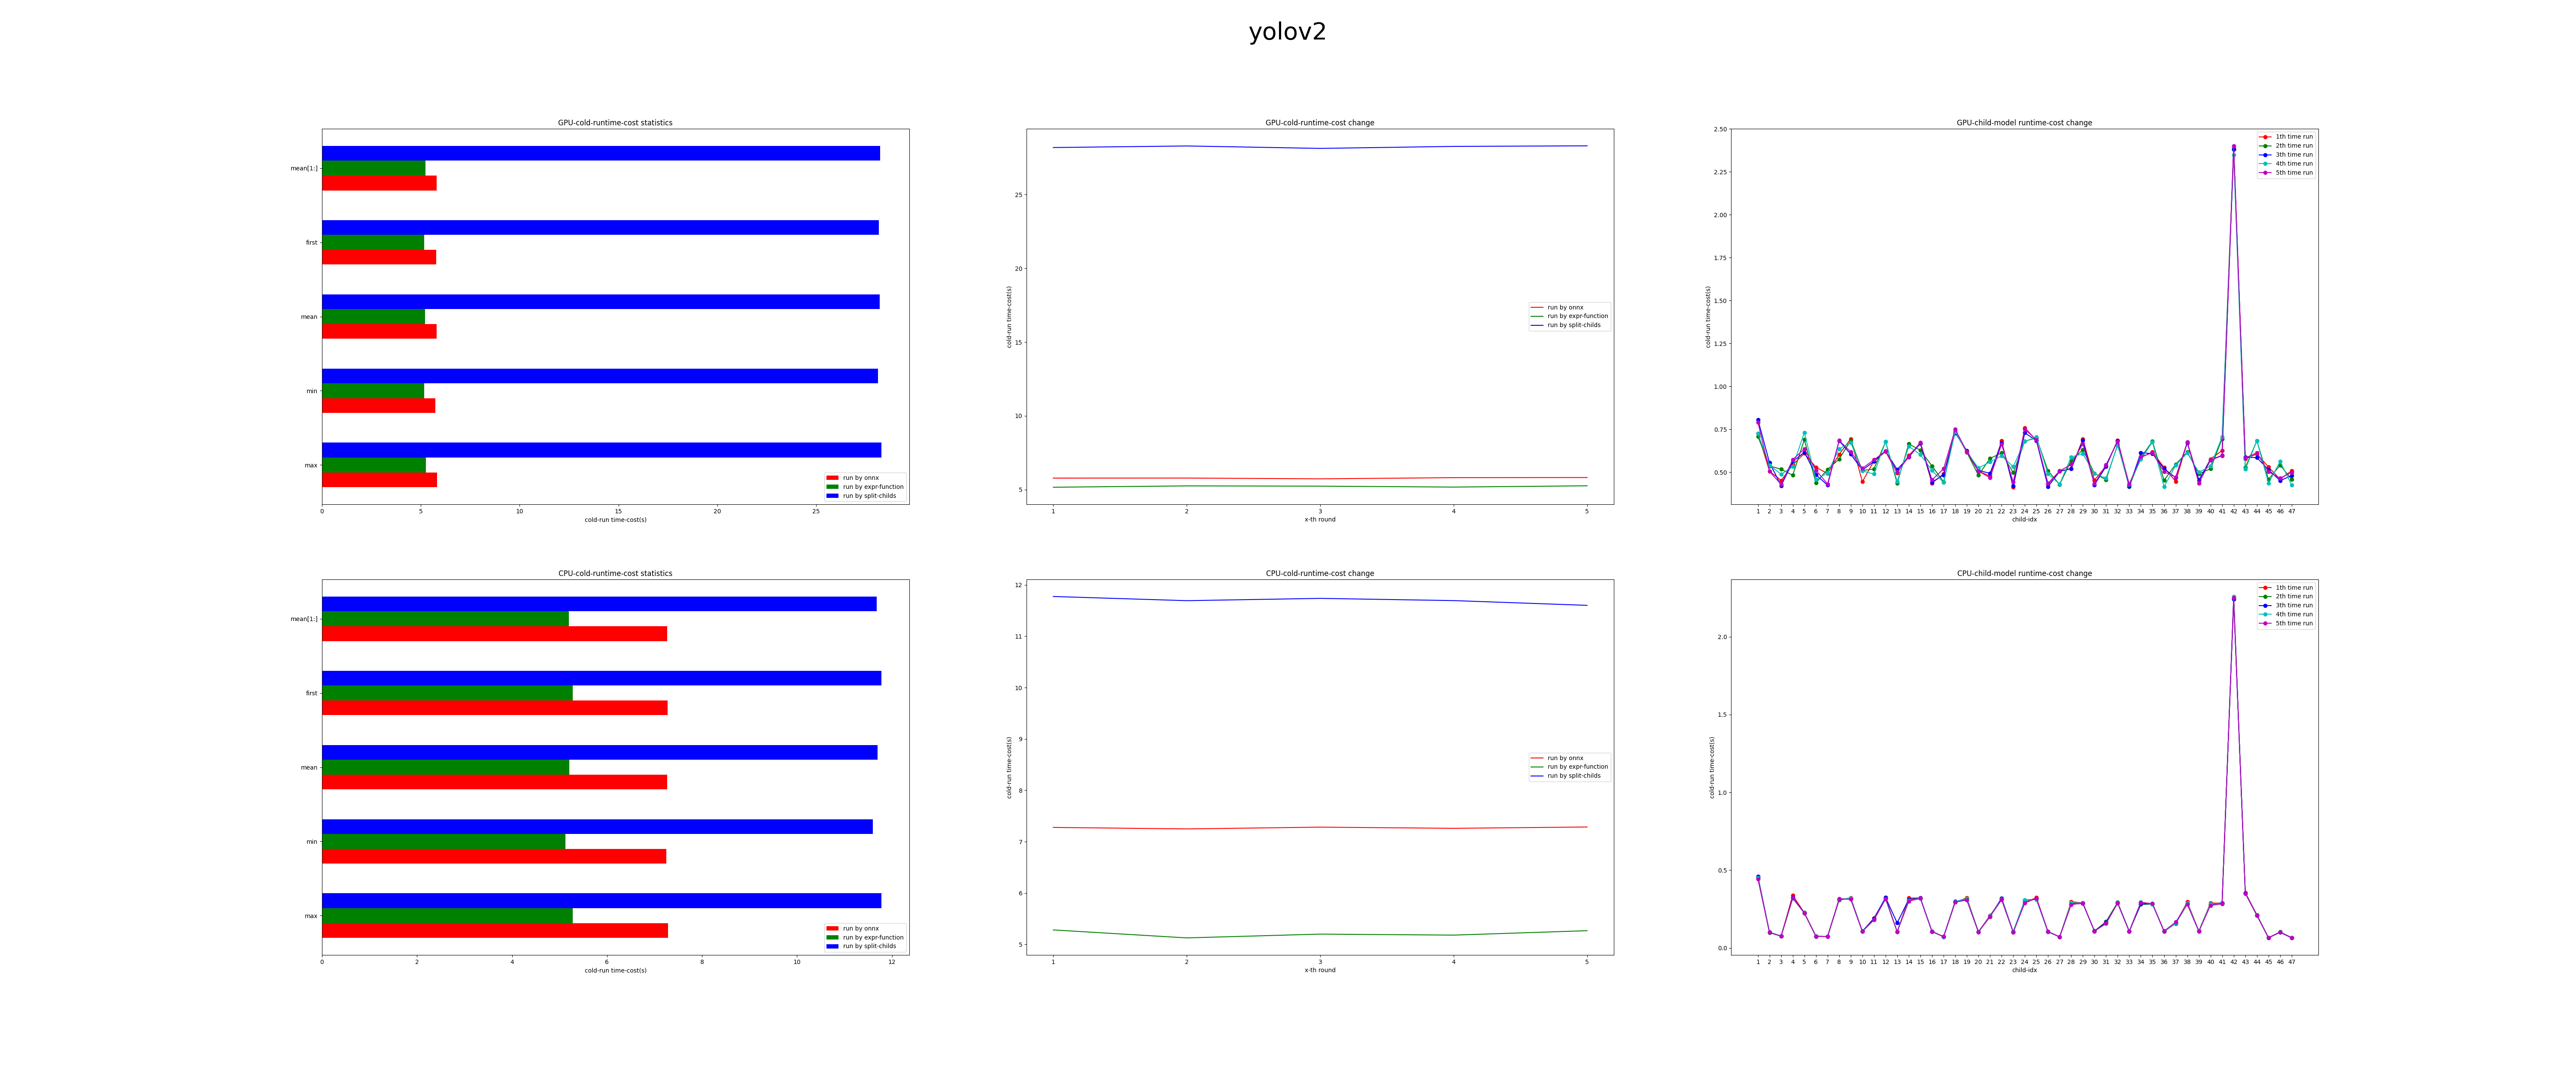 yolov2
GPU-cold-runtime-cost statistics
mean[1:]
first
mean
min
max
0 5 10 15 20 25
cold-run time-cost(s)
run by onnx
run by expr-function
run by split-childs
GPU-cold-runtime-cost change
25
20
15
10
5
cold-run time-cost(s)
1 2 3 4 5
x-th round
run by onnx
run by expr-function
run by split-childs
GPU-child-model runtime-cost change
2.50
2.25
2.00
1.75
1.50
1.25
1.00
0.75
0.50
cold-run time-cost(s)
1 2 3 4 5 6 7 8 9 10 11 12 13 14 15 16 17 18 19 20 21 22 23 24 25 26 27 28 29 30 31 32 33 34 35 36 37 38 39 40 41 42 43 44 45 46 47
child-idx
1th time run
2th time run
3th time run
4th time run
5th time run
CPU-cold-runtime-cost statistics
mean[1:]
first
mean
min
max
0 2 4 6 8 10 12
cold-run time-cost(s)
run by onnx
run by expr-function
run by split-childs
CPU-cold-runtime-cost change
12
11
10
9
8
7
6
5
cold-run time-cost(s)
1 2 3 4 5
x-th round
run by onnx
run by expr-function
run by split-childs
CPU-child-model runtime-cost change
2.0
1.5
1.0
0.5
0.0
cold-run time-cost(s)
1 2 3 4 5 6 7 8 9 10 11 12 13 14 15 16 17 18 19 20 21 22 23 24 25 26 27 28 29 30 31 32 33 34 35 36 37 38 39 40 41 42 43 44 45 46 47
child-idx
1th time run
2th time run
3th time run
4th time run
5th time run